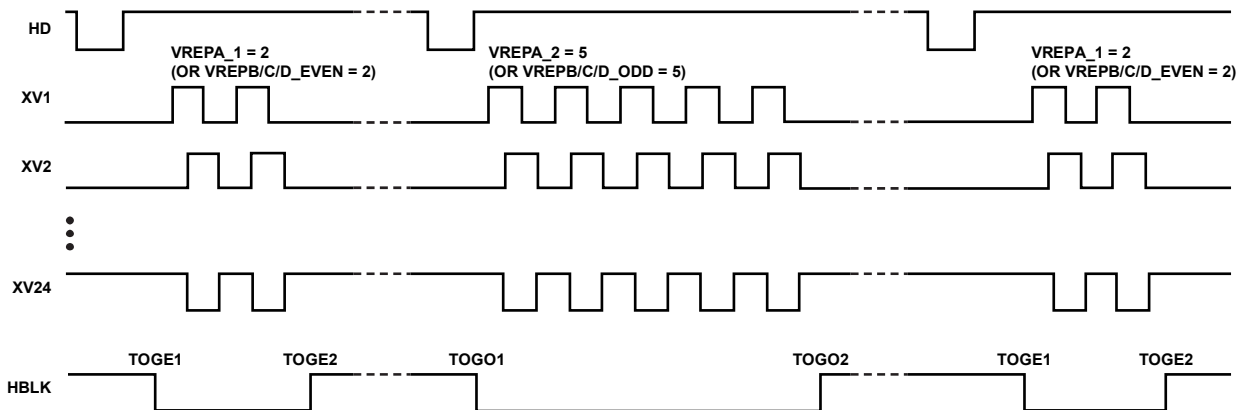 HD
VREPA_1 = 2
(OR VREPB/C/D_EVEN = 2)
VREPA_2 = 5
(OR VREPB/C/D_ODD = 5)
VREPA_1 = 2
(OR VREPB/C/D_EVEN = 2)
XV1
XV2
XV24
TOGE1
TOGE2
TOGO1
TOGO2
TOGE1
TOGE2
HBLK